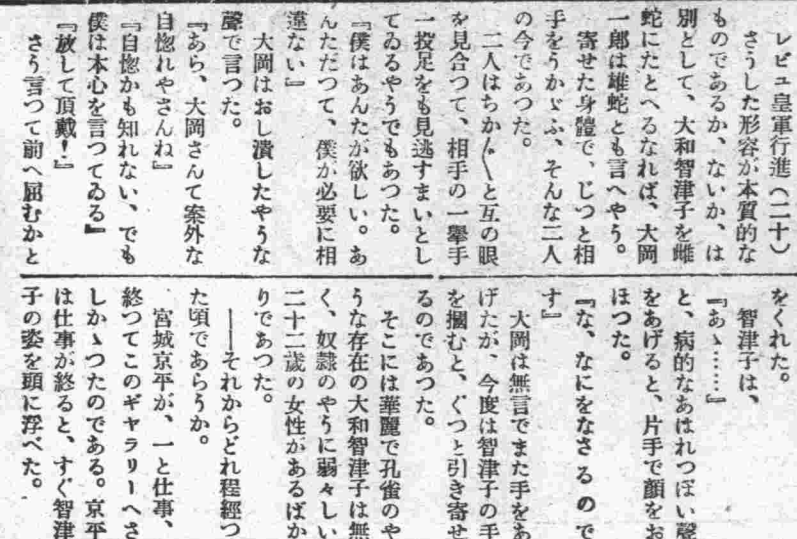 レビュ皇軍行進（二十）
さうした形容が本質的な
ものであるか、ないか、は
別として、大和智津子を雌
蛇にたとへるなれば、大岡
一郎は雄蛇とも言へやう。
寄せた身體で、じつと相
手をうかゞふ、そんな二人
の今であつた。
二人はちか〳〵と互の眼
を見合つて、相手の一擧手
一投足をも見逃すまいとし
てゐるやうでもあつた。
『僕はあんたが欲しい。あ
んただつて、僕が必要に相
違ない』
大岡はおし潰したやうな
聲で言つた。
『あら、大岡さんて案外な
自惚れやさんね』
『自惚かも知れない、でも
僕は本心を言つてゐる』
『放して頂戴！』
さう言つて前へ屈むかと
をくれた。
智津子は、
『あゝ……』
と、病的なあはれつぽい聲
をあげると、片手で顏をお
ほつた。
『な、なにをなさるので
す』
大岡は無言でまた手をあ
げたが、今度は智津子の手
を摑むと、ぐつと引き寄せ
るのであつた。
そこには華麗で孔雀のや
うな存在の大和智津子は無
く、奴隷のやうに弱々しい
二十二歲の女性があるばか
りであつた。
――それからどれ程經つ
た頃であらうか。
宮城京平が、一と仕事、
終つてこのギャラリーへさ
しかゝつたのである。京平
は仕事が終ると、すぐ智津
子の姿を頭に浮べた。